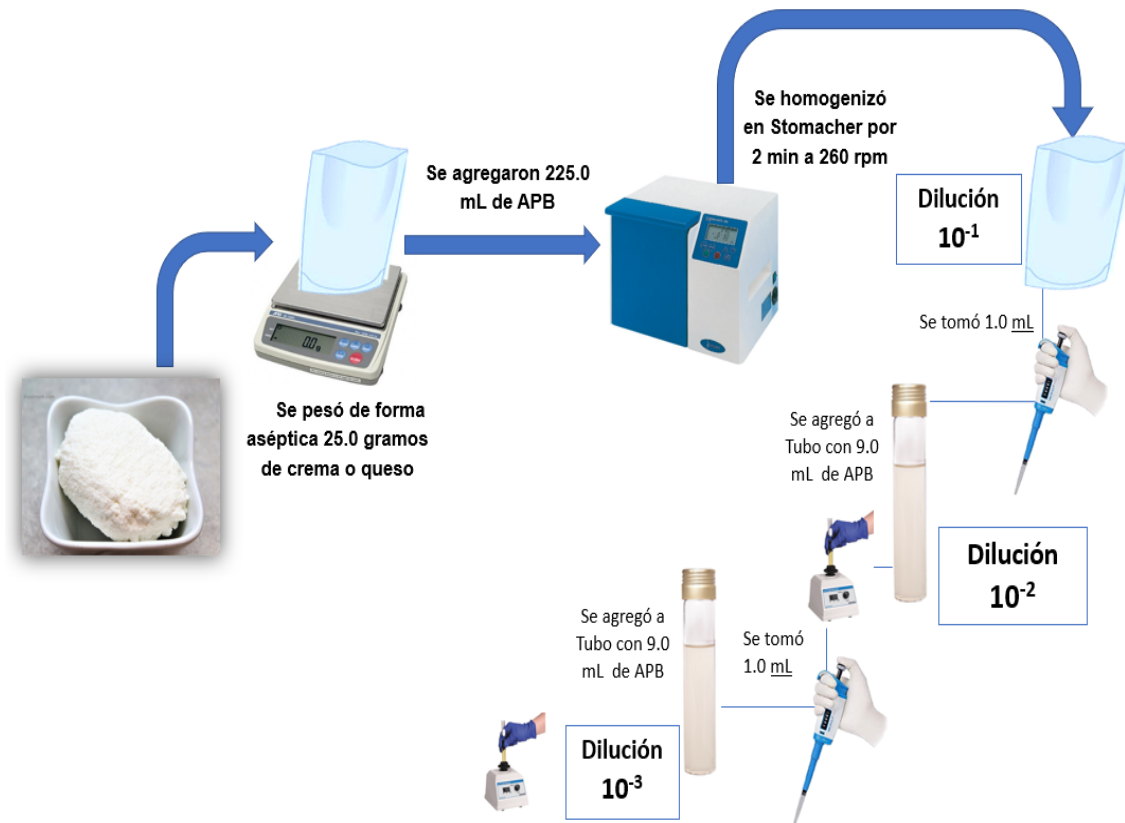 Se homogenizó
en Stomacher por
2 min a 260 rpm
Se agregaron 225.0
mL de APB
Dilución
10⁻¹
Se tomó 1.0 mL
Se pesó de forma
aséptica 25.0 gramos
de crema o queso
Se agregó a
Tubo con 9.0
mL de APB
Dilución
10⁻²
Se agregó a
Tubo con 9.0
mL de APB
Se tomó
1.0 mL
Dilución
10⁻³